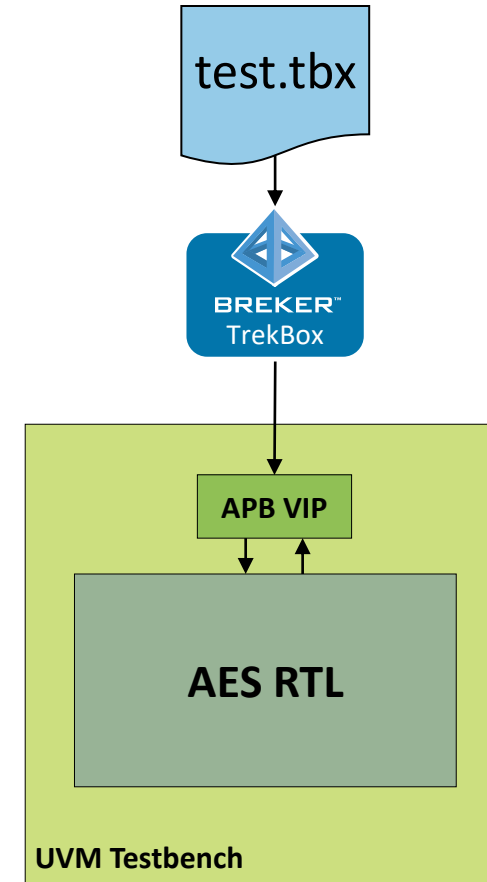 test.tbx
BREKER™
TrekBox
APB VIP
AES RTL
UVM Testbench